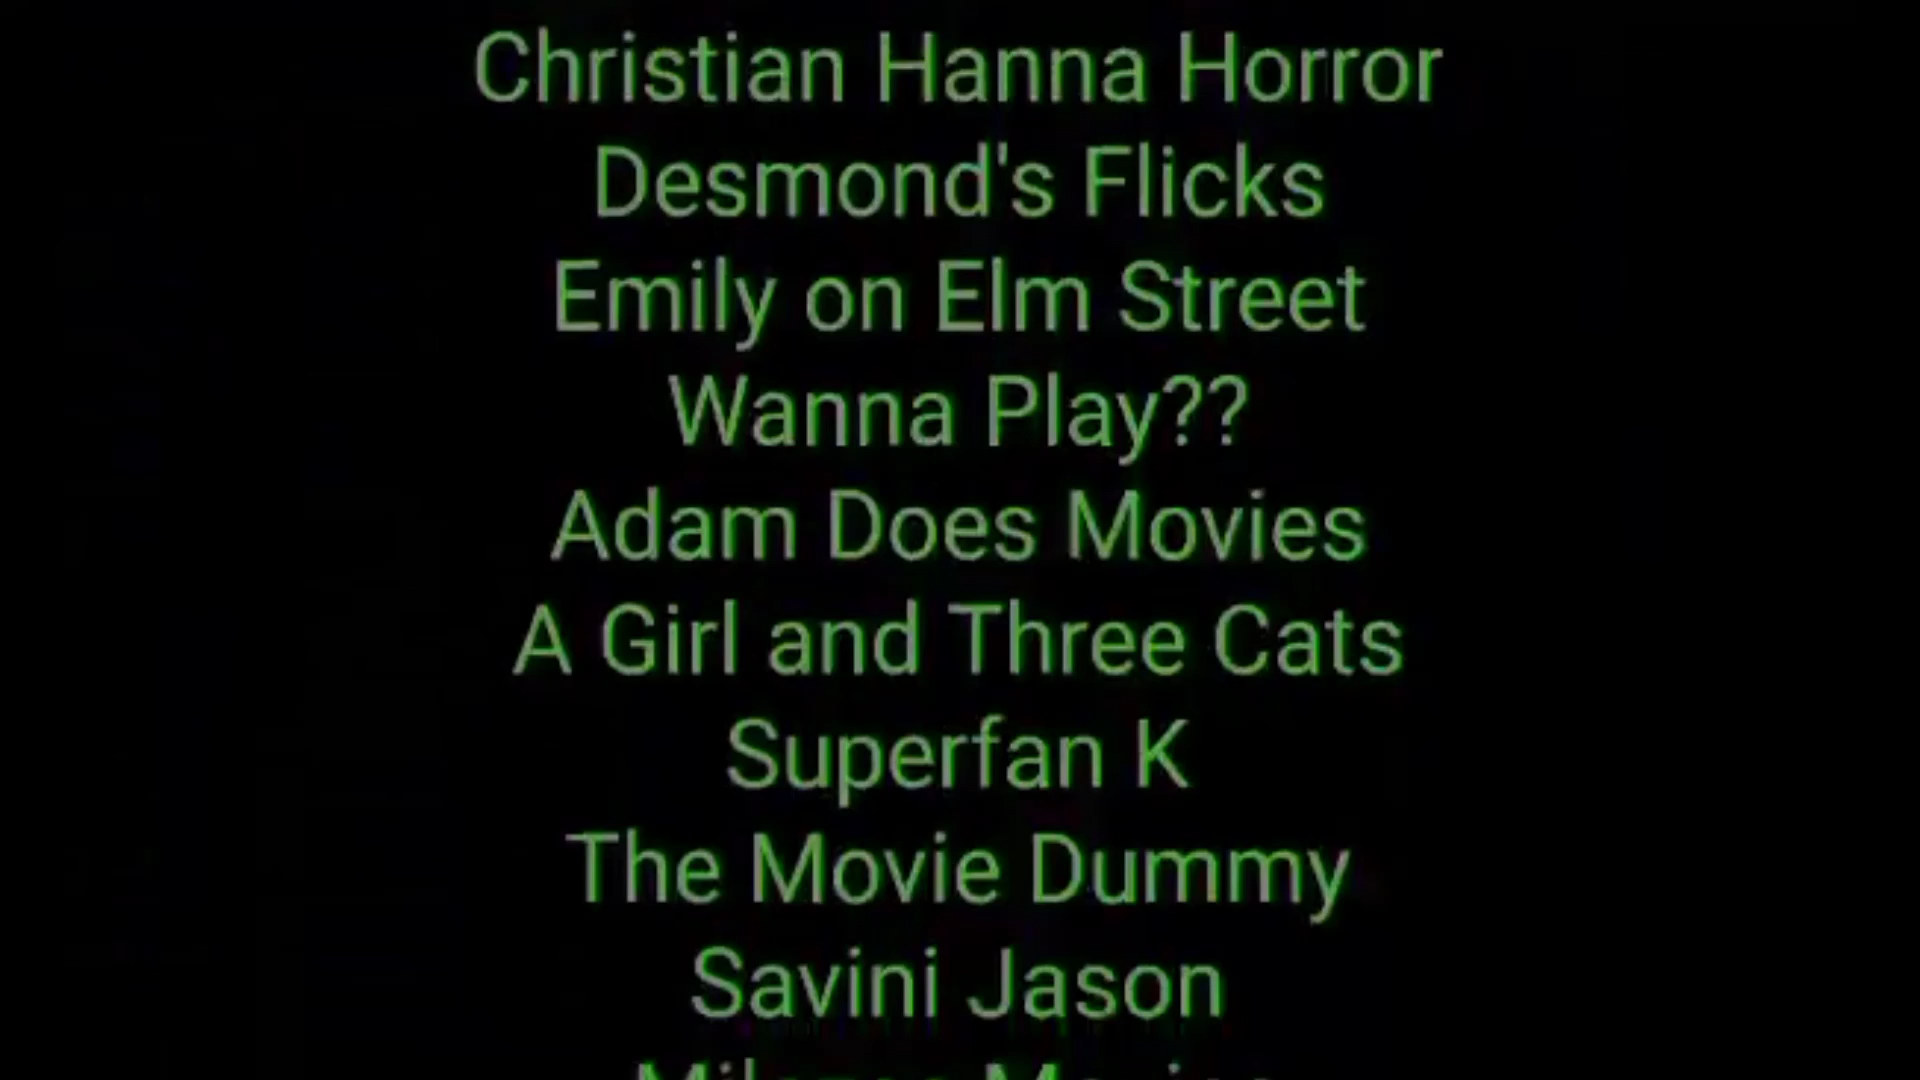 Christian Hanna Horror
Desmond's Flicks
Emily on Elm Street
Wanna Play??
Adam Does Movies
A Girl and Three Cats
Superfan K
The Movie Dummy
Savini Jason